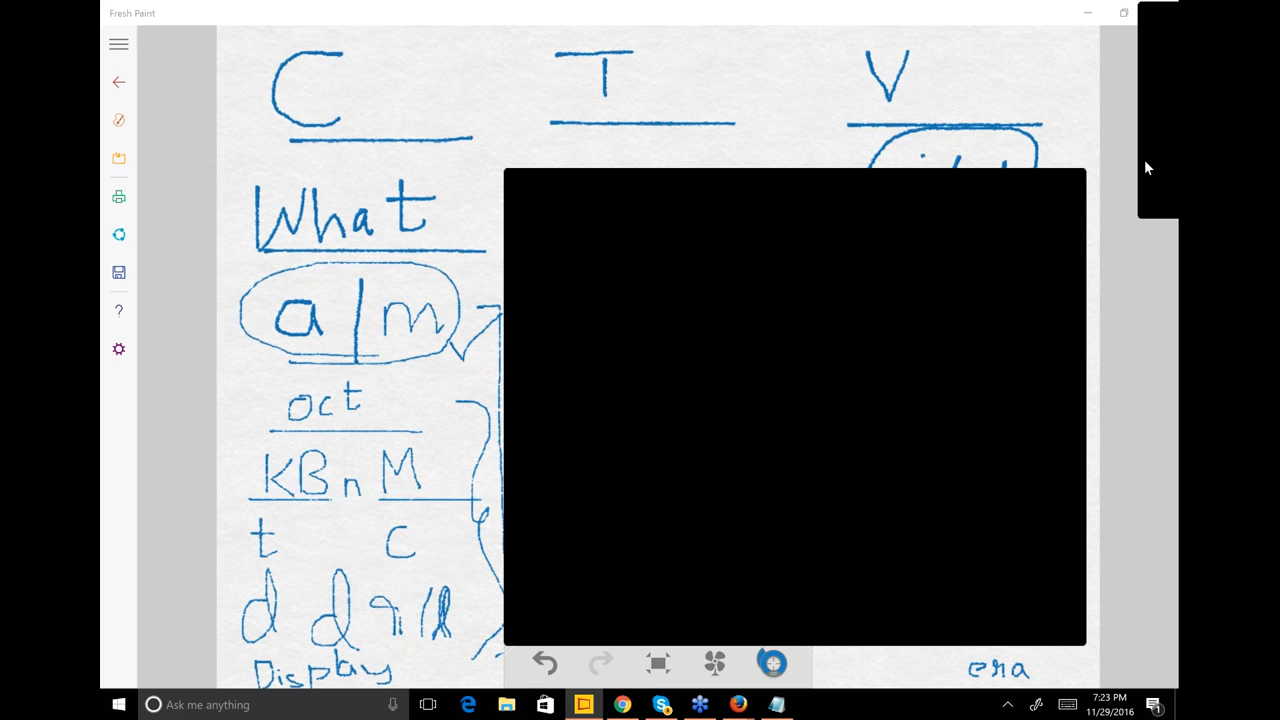 Fresh Paint
C T V
What
a | m
oct
KB n M
t c
d d
Display
era
Ask me anything
7:23 PM
11/29/2016